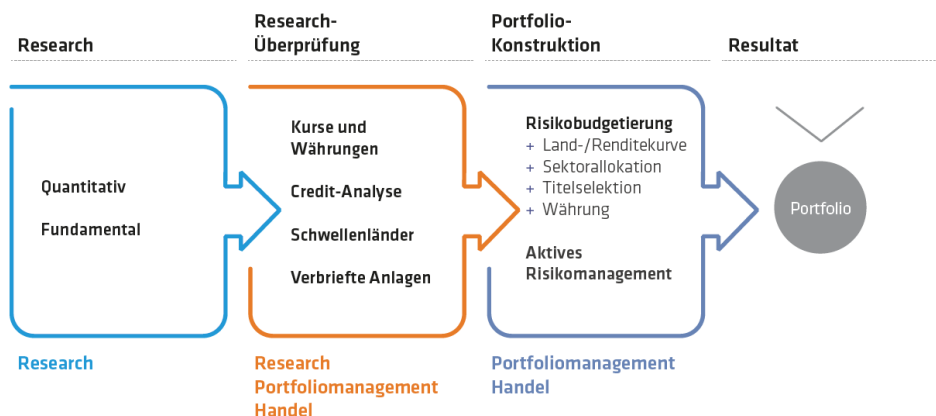 Research
Research-
Überprüfung
Portfolio-
Konstruktion
Resultat
Quantitativ
Fundamental
Kurse und
Währungen
Credit-Analyse
Schwellenländer
Verbriefte Anlagen
Risikobudgetierung
+ Land-/Renditekurve
+ Sektorallokation
+ Titelselektion
+ Währung
Aktives
Risikomanagement
Portfolio
Research
Research
Portfoliomanagement
Handel
Portfoliomanagement
Handel